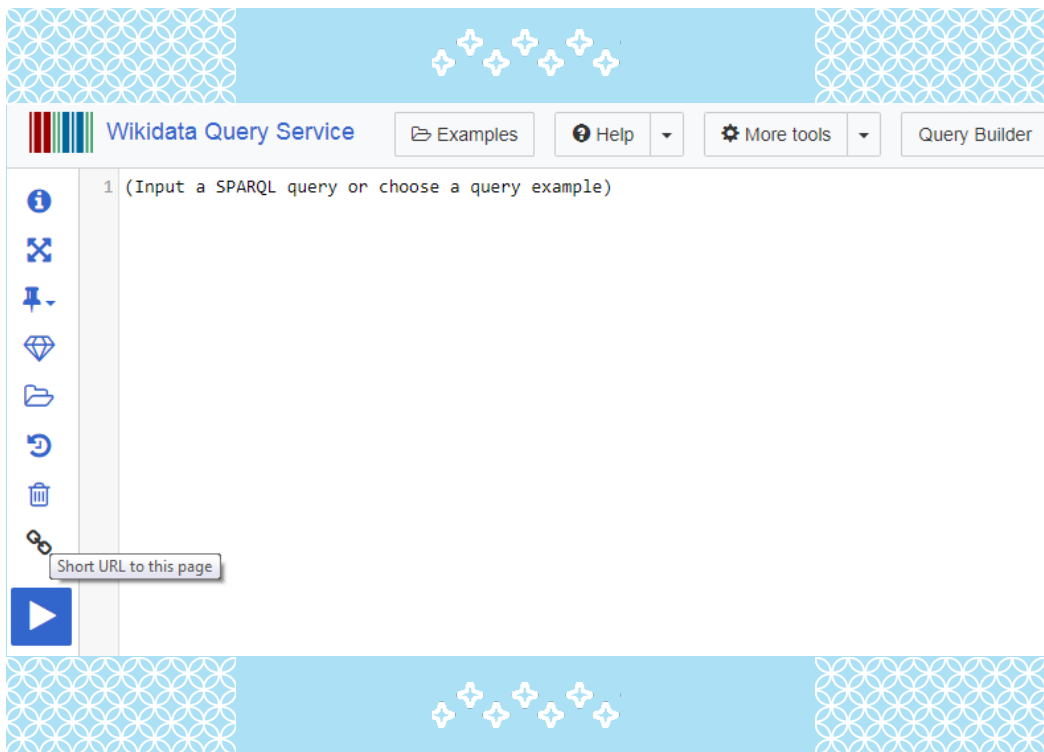 Wikidata Query Service Examples Help More tools Query Builder
1 (Input a SPARQL query or choose a query example)
Short URL to this page